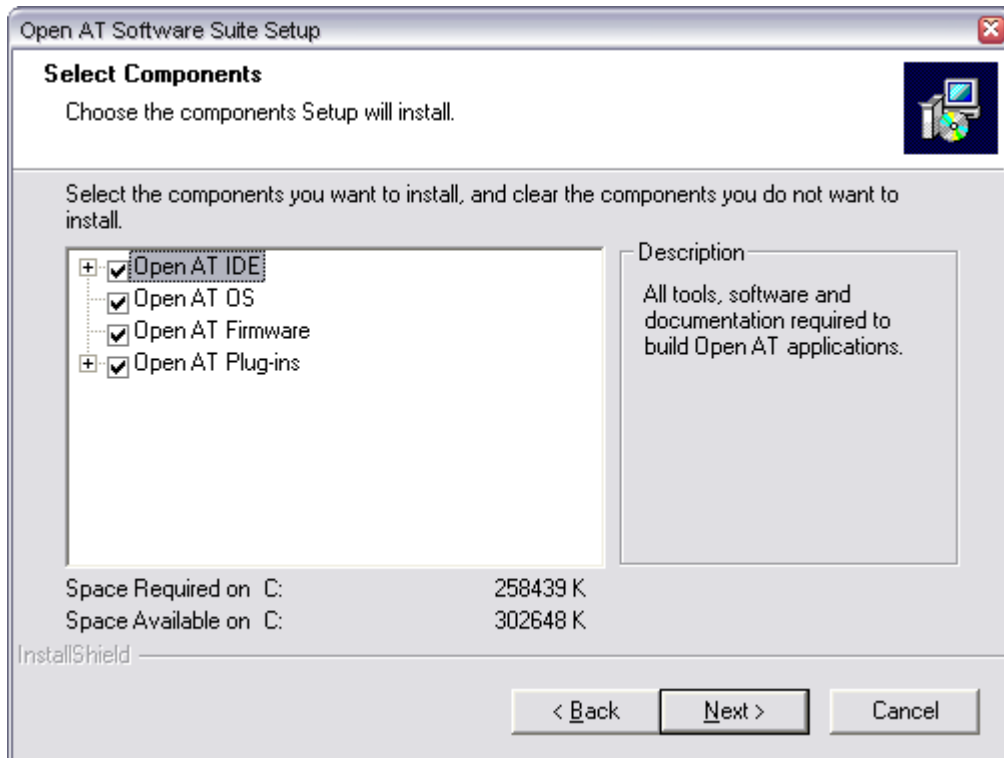 Open AT Software Suite Setup
Select Components
Choose the components Setup will install.
Select the components you want to install, and clear the components you do not want to
install.
Open AT IDE
Open AT OS
Open AT Firmware
Open AT Plug-ins
Description
All tools, software and
documentation required to
build Open AT applications.
Space Required on C: 258439 K
Space Available on C: 302648 K
InstallShield
< Back Next > Cancel